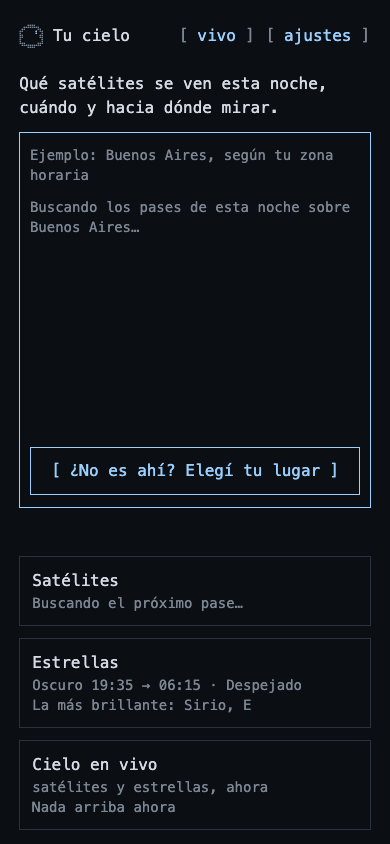 Tu cielo [ vivo ] [ ajustes ]
Qué satélites se ven esta noche,
cuándo y hacia dónde mirar.
Ejemplo: Buenos Aires, según tu zona
horaria
Buscando los pases de esta noche sobre
Buenos Aires…
[ ¿No es ahí? Elegí tu lugar ]
Satélites
Buscando el próximo pase…
Estrellas
Oscuro 19:35 → 06:15 · Despejado
La más brillante: Sirio, E
Cielo en vivo
satélites y estrellas, ahora
Nada arriba ahora